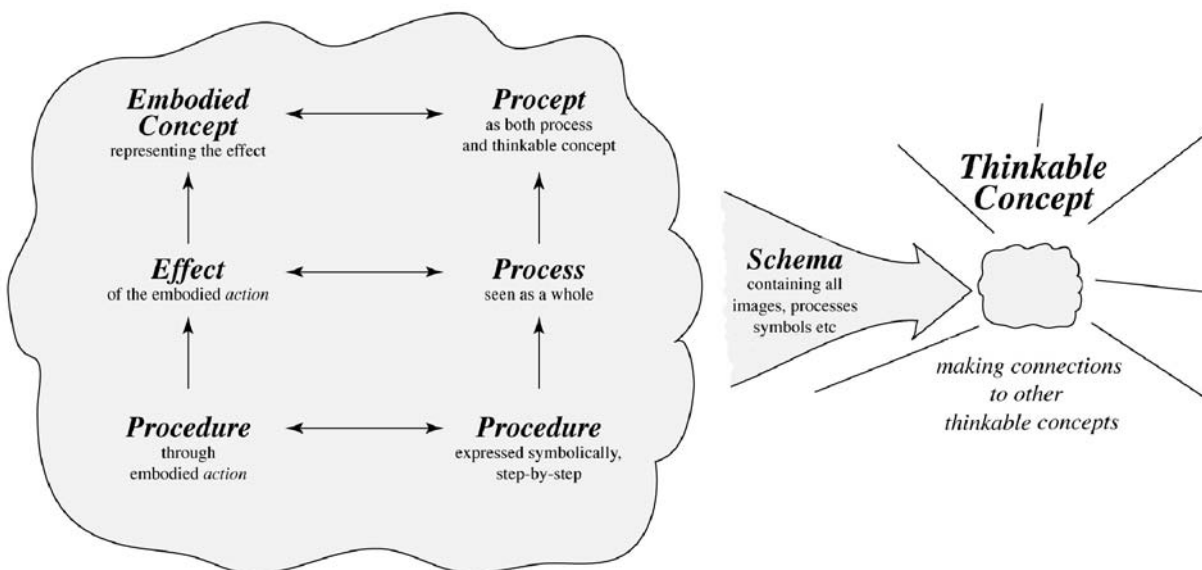 Embodied
Concept
representing the effect
Procept
as both process
and thinkable concept
Effect
of the embodied action
Process
seen as a whole
Procedure
through
embodied action
Procedure
expressed symbolically,
step-by-step
Schema
containing all
images, processes
symbols etc
Thinkable
Concept
making connections
to other
thinkable concepts